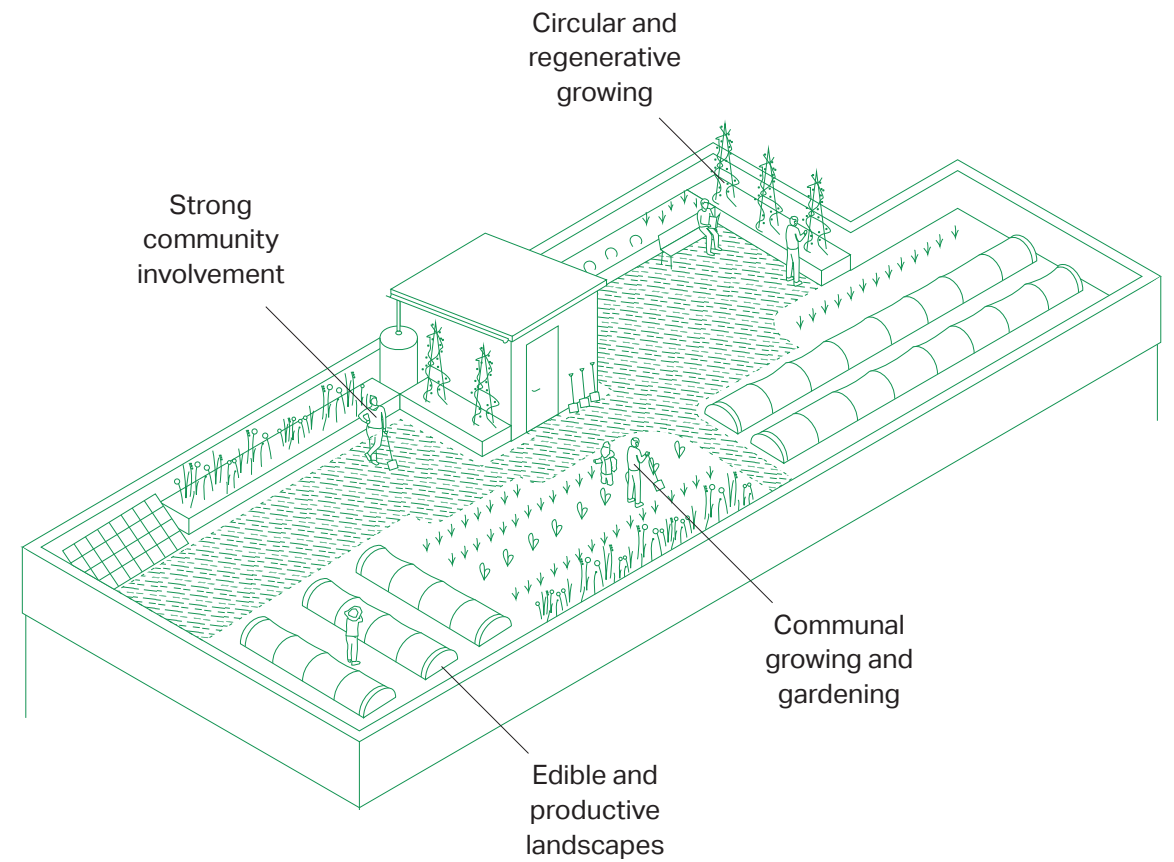 Circular and
regenerative
growing
Strong
community
involvement
Communal
growing and
gardening
Edible and
productive
landscapes